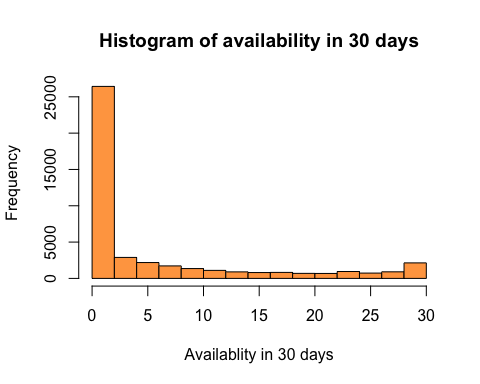 Histogram of availability in 30 days
Frequency
25000
15000
5000
0
0 5 10 15 20 25 30
Availablity in 30 days